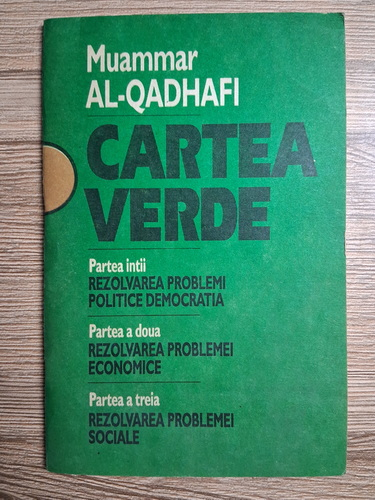 Muammar
AL-QADHAFI
CARTEA
VERDE
Partea intii
REZOLVAREA PROBLEMI
POLITICE DEMOCRATIA
Partea a doua
REZOLVAREA PROBLEMEI
ECONOMICE
Partea a treia
REZOLVAREA PROBLEMEI
SOCIALE